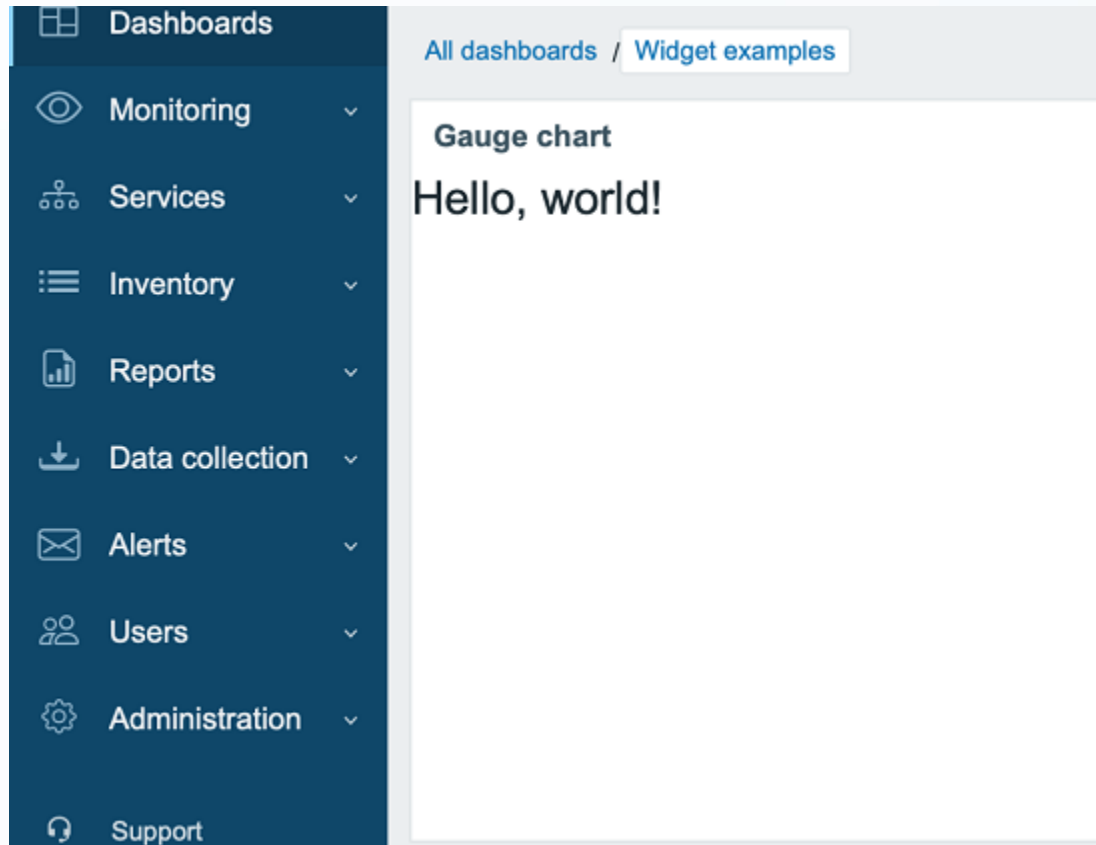 Dashboards
Monitoring
Services
Inventory
Reports
Data collection
Alerts
Users
Administration
Support
All dashboards / Widget examples
Gauge chart
Hello, world!